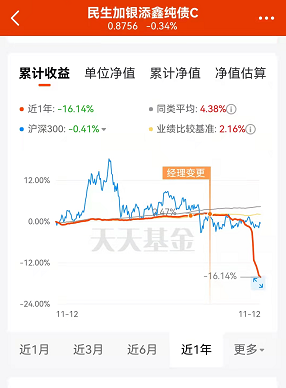 民生加银添鑫纯债C
0.8756 -0.34%
累计收益 单位净值 累计净值 净值估算
近1年: -16.14% 同类平均: 4.38%
沪深300: -0.41% 业绩比较基准: 2.16%
经理变更
12.00%
0.00%
-12.00%
-24.00%
天天基金
-16.14%
11-12 11-12
近1月 近3月 近6月 近1年 更多